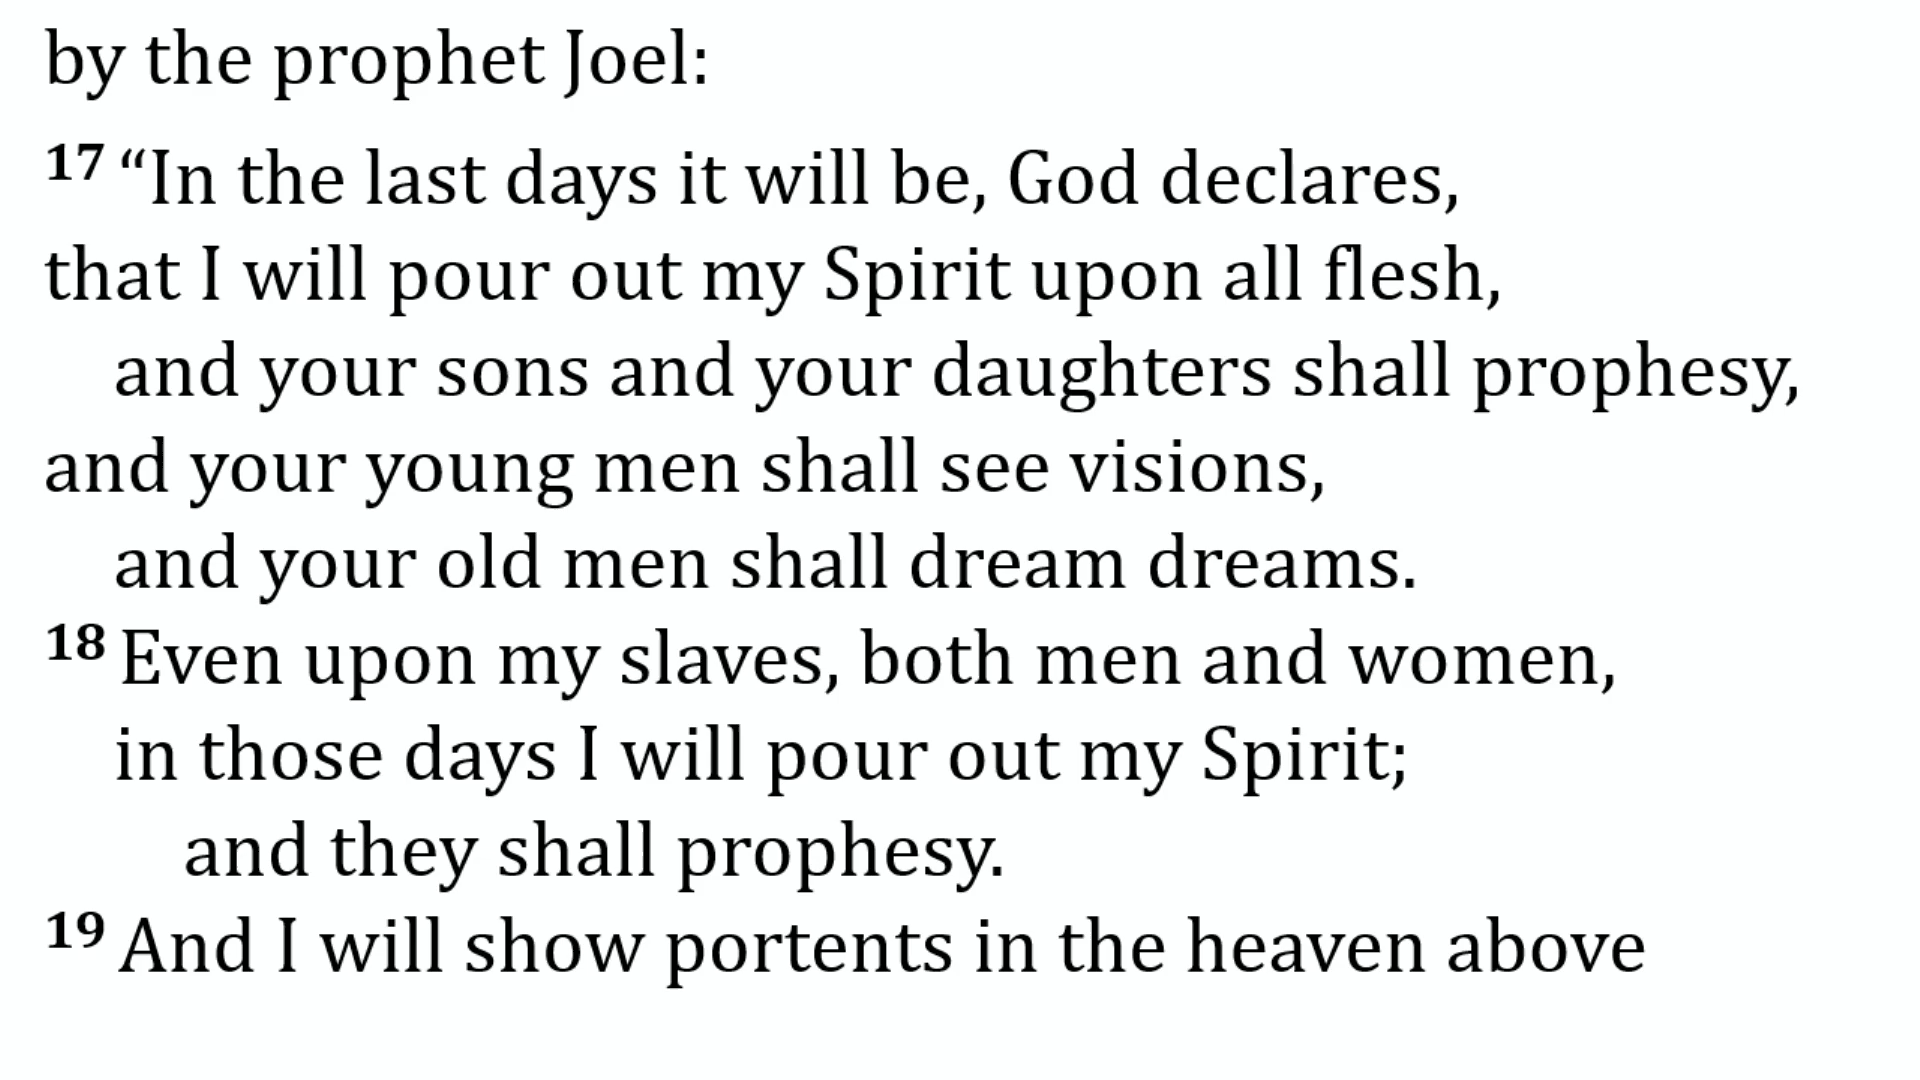 by the prophet Joel:
17 “In the last days it will be, God declares,
that I will pour out my Spirit upon all flesh,
and your sons and your daughters shall prophesy,
and your young men shall see visions,
and your old men shall dream dreams.
18 Even upon my slaves, both men and women,
in those days I will pour out my Spirit;
and they shall prophesy.
19 And I will show portents in the heaven above